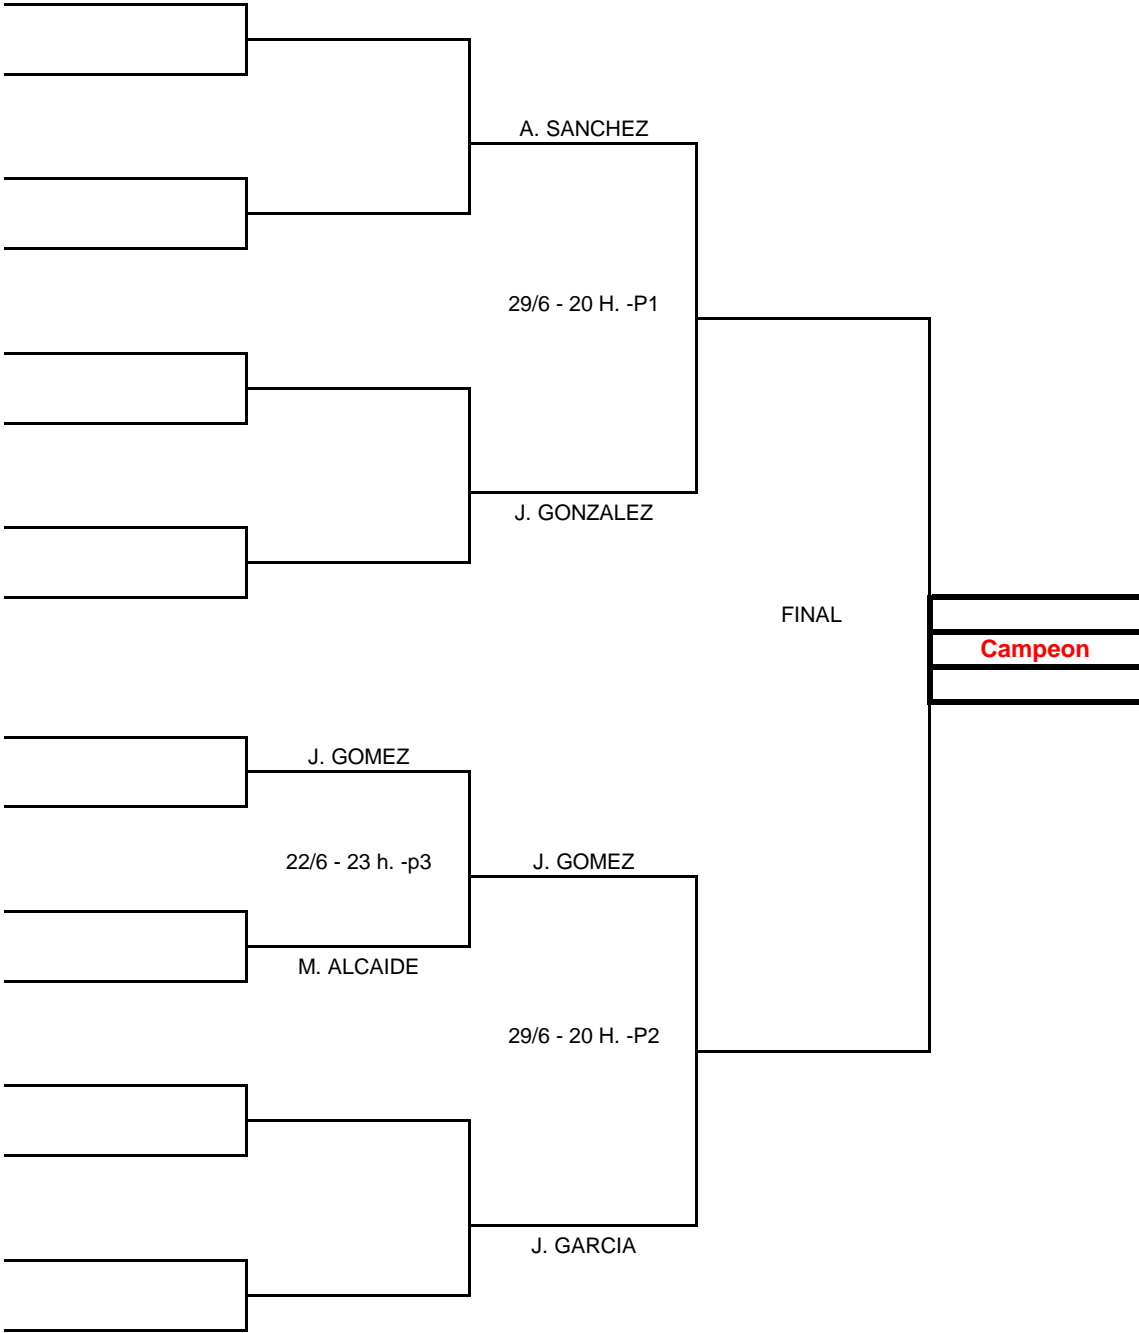 A. SANCHEZ
29/6 - 20 H. -P1
J. GONZALEZ
FINAL
Campeon
J. GOMEZ
22/6 - 23 h. -p3
J. GOMEZ
M. ALCAIDE
29/6 - 20 H. -P2
J. GARCIA